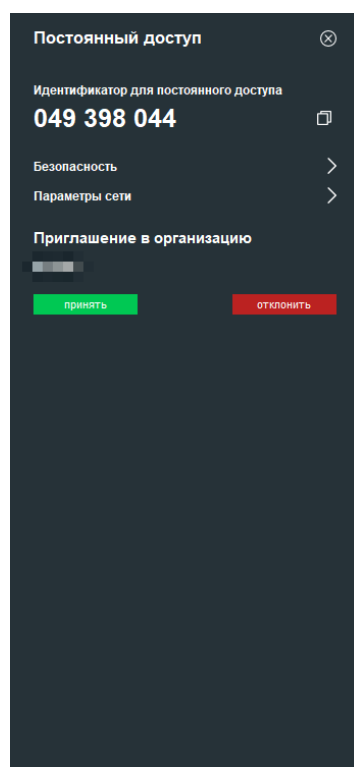 Постоянный доступ
Идентификатор для постоянного доступа
049 398 044
Безопасность
Параметры сети
Приглашение в организацию
принять
отклонить